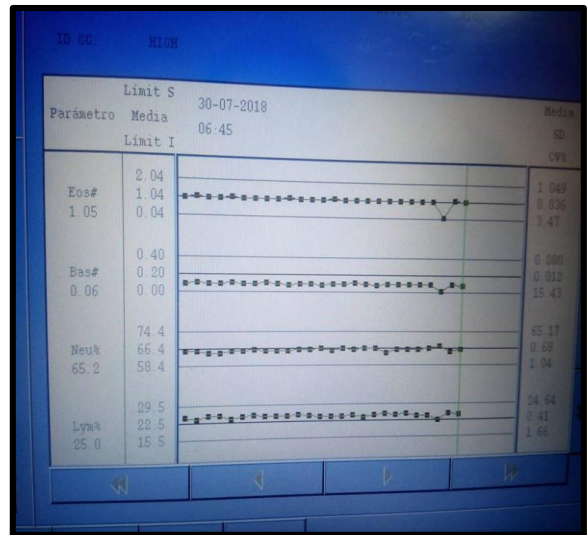 ID CC HIGH
Límit S
Parámetro Media 30-07-2018 Media
06:45 SD
Límit I CV%
2.04
Eos# 1.04 1.049
1.05 0.04 0.036
3.47
0.40
Bas# 0.20 0.080
0.06 0.00 0.012
15.43
74.4 65.17
Neu% 66.4 0.68
65.2 58.4 1.04
29.5 24.64
Lym% 22.5 0.41
25.0 15.5 1.66